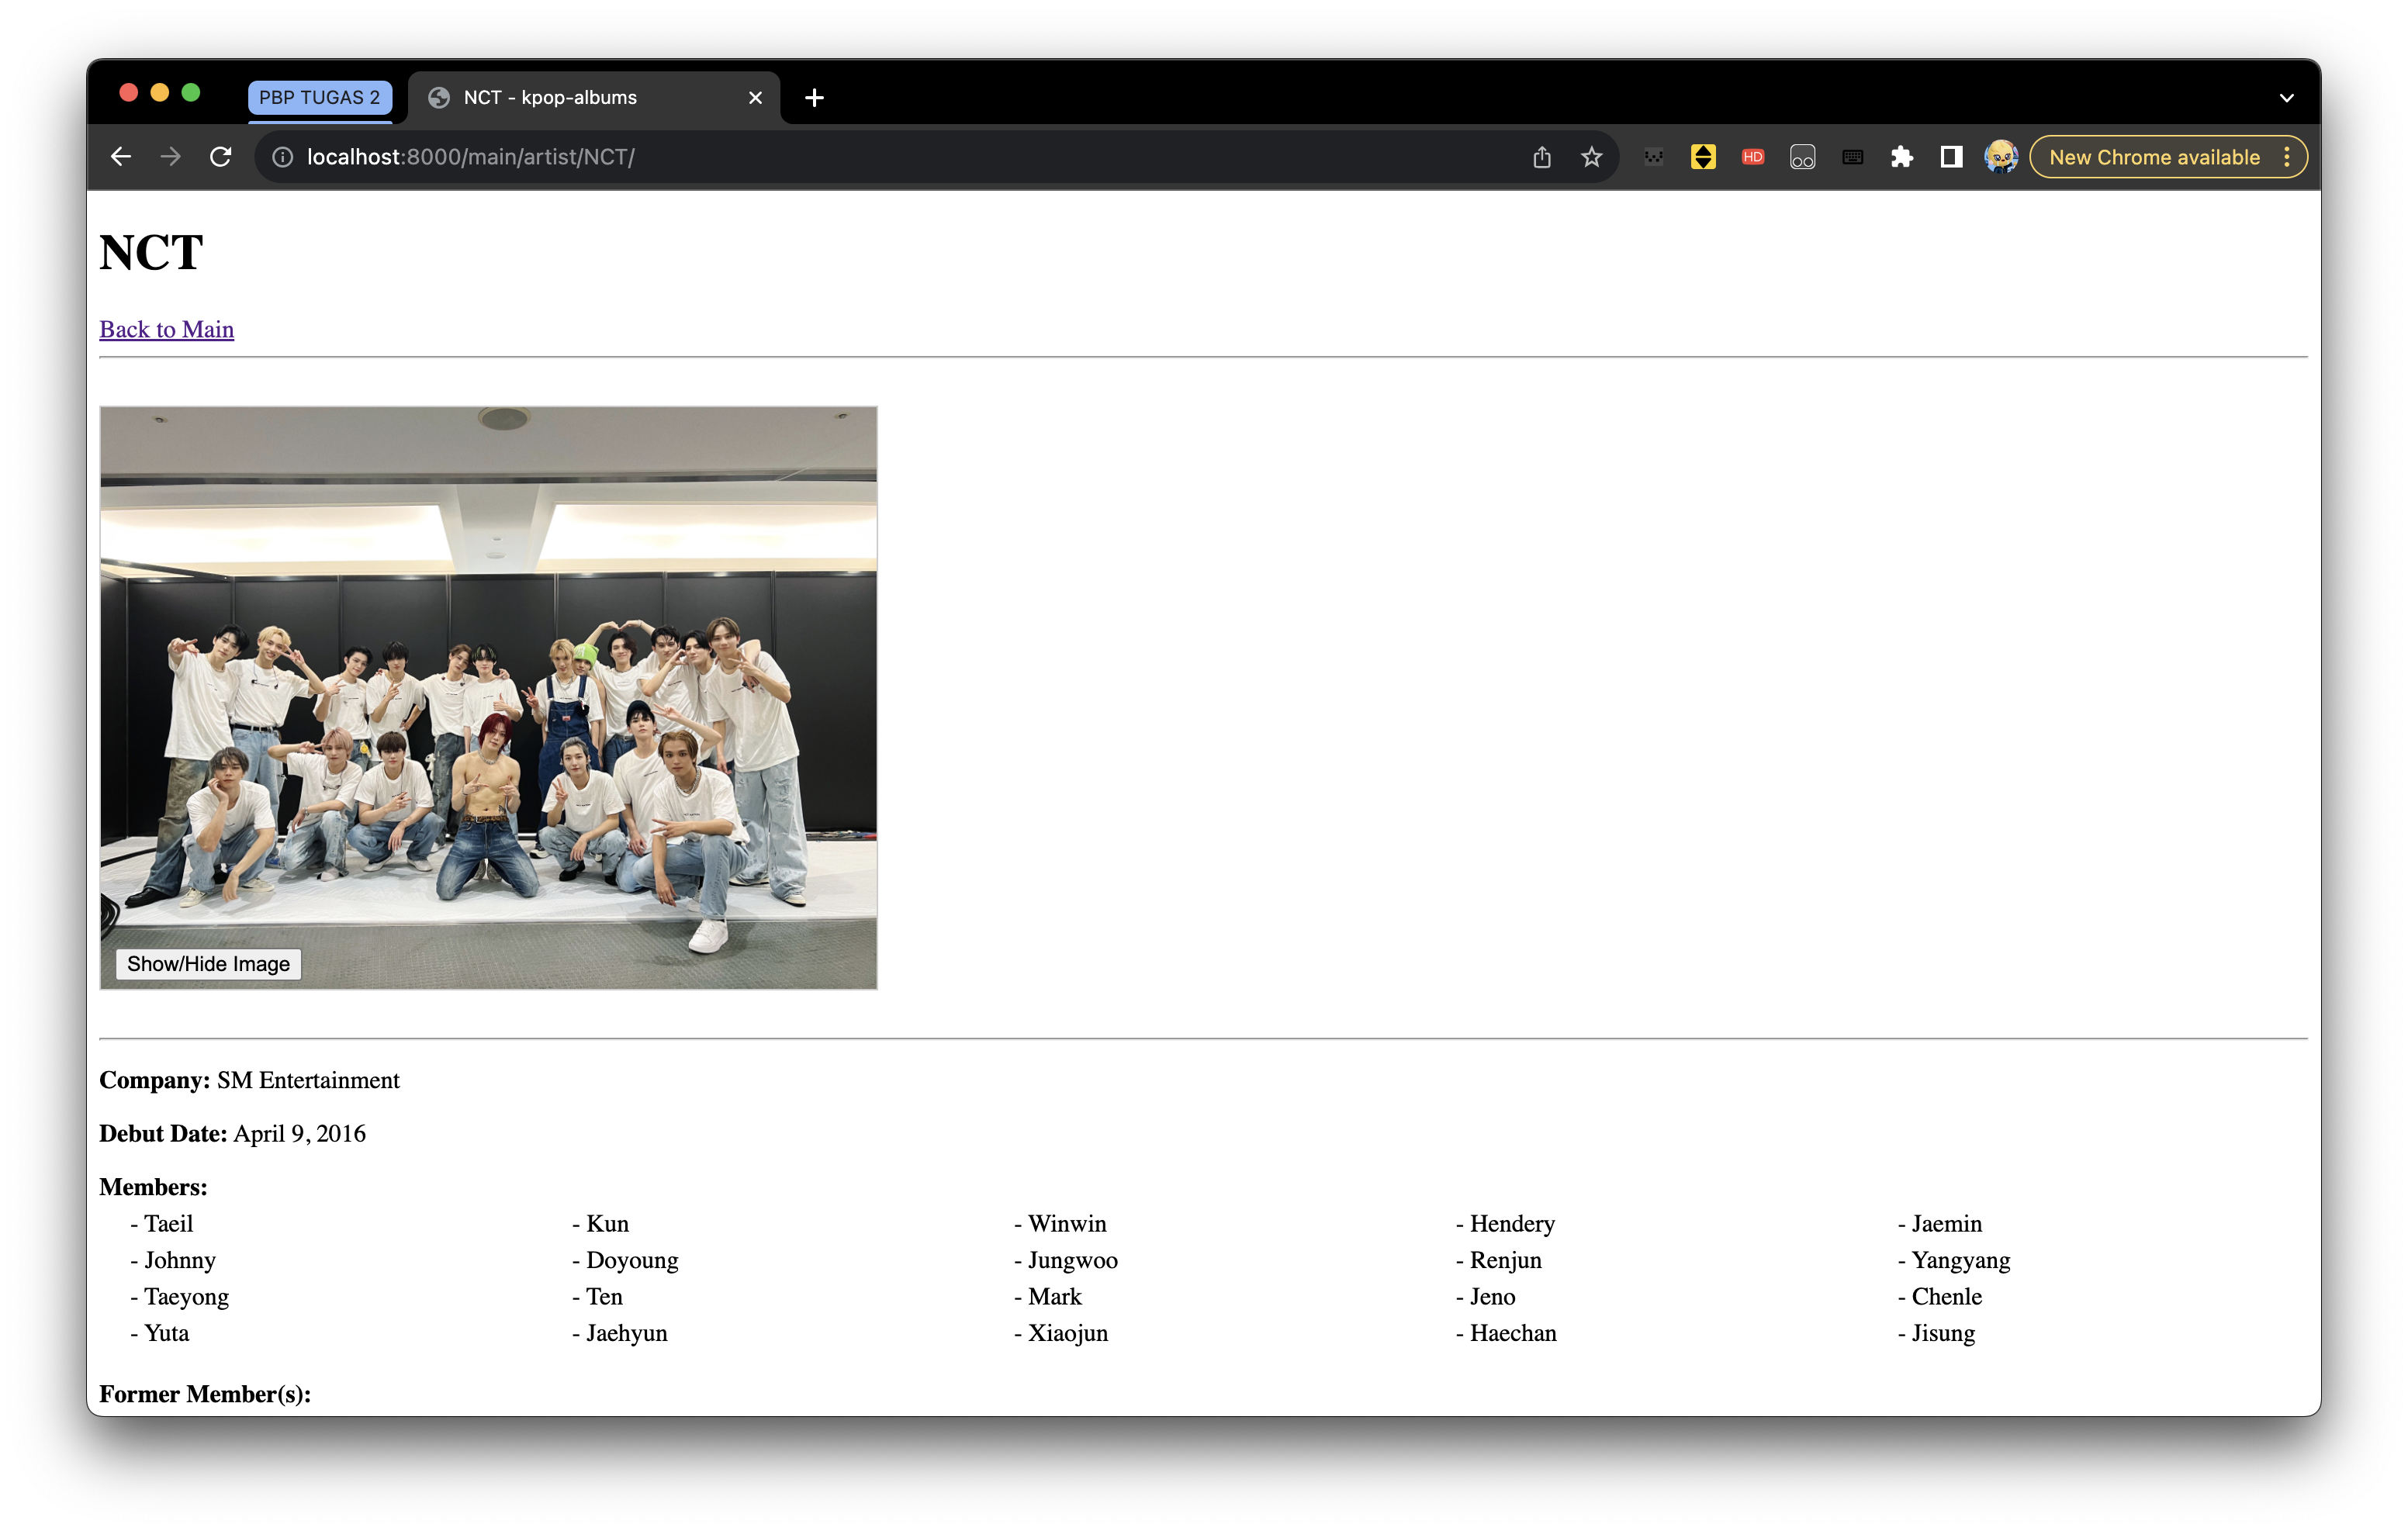 PBP TUGAS 2
NCT - kpop-albums
localhost:8000/main/artist/NCT/
HD
New Chrome available
NCT
Back to Main
Show/Hide Image
Company: SM Entertainment
Debut Date: April 9, 2016
Members:
- Taeil - Kun - Winwin - Hendery - Jaemin
- Johnny - Doyoung - Jungwoo - Renjun - Yangyang
- Taeyong - Ten - Mark - Jeno - Chenle
- Yuta - Jaehyun - Xiaojun - Haechan - Jisung
Former Member(s):